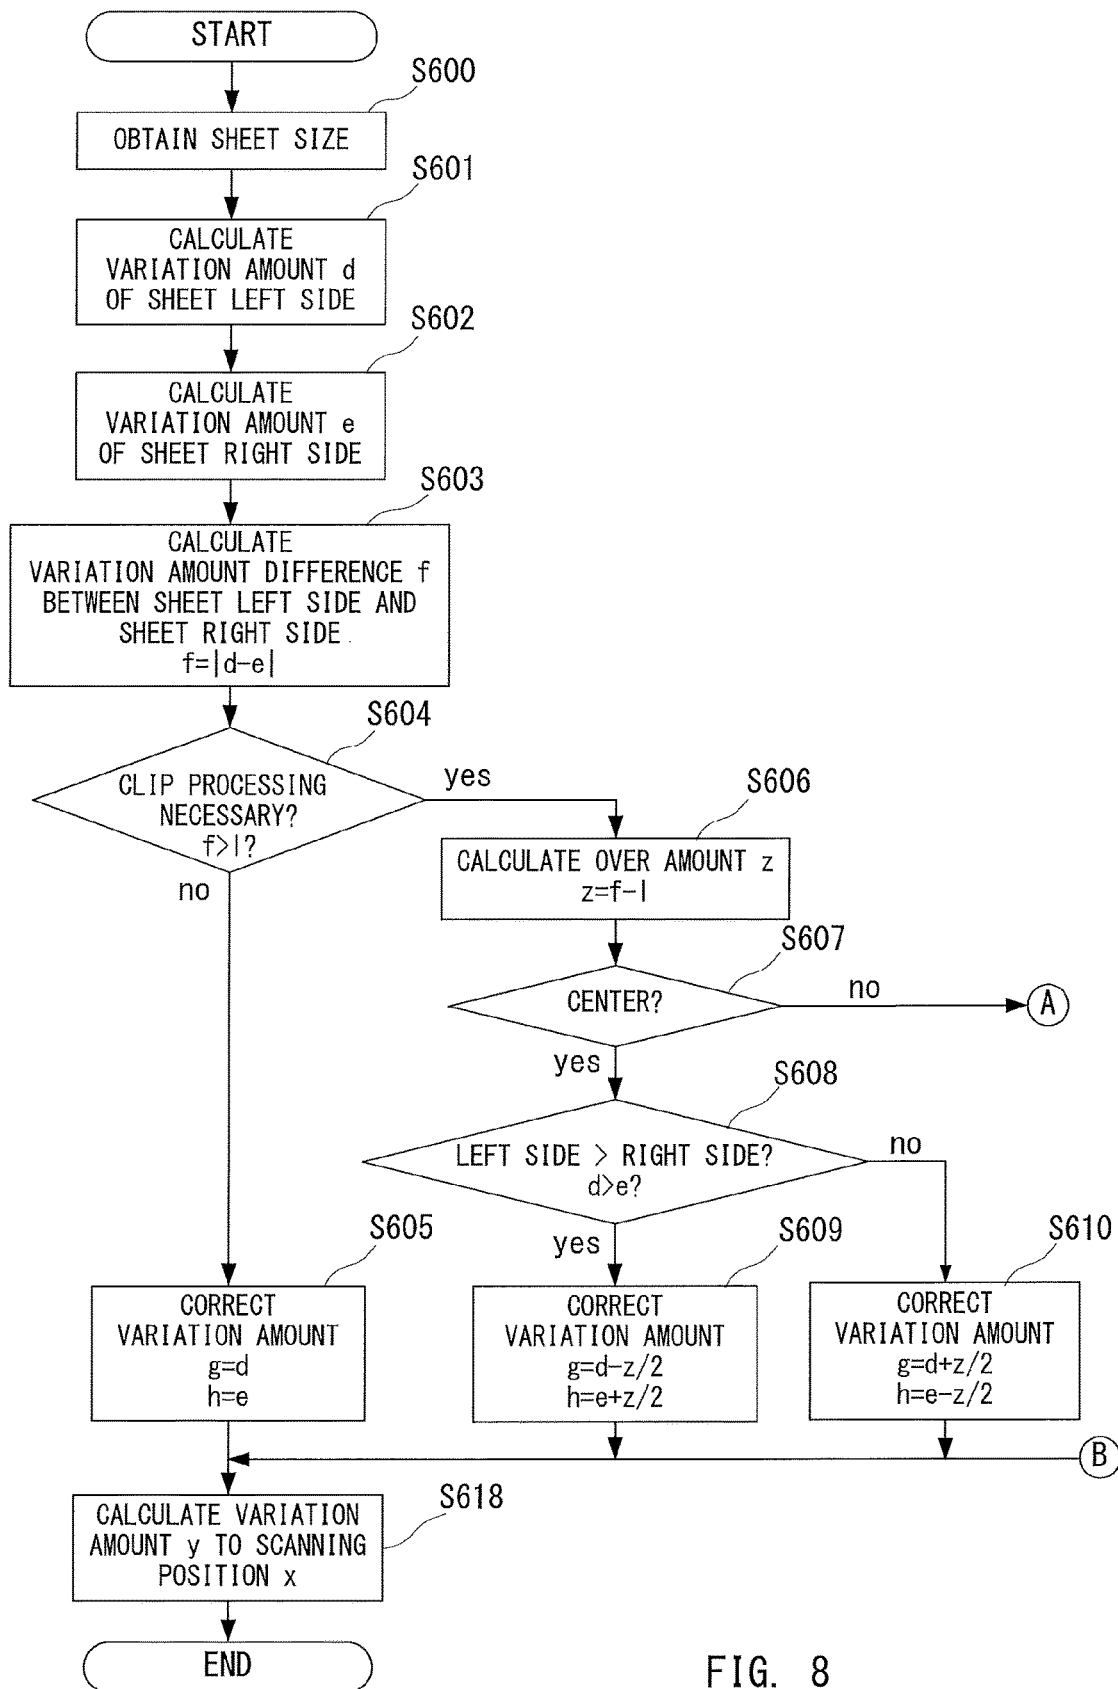 START
S600
OBTAIN SHEET SIZE
S601
CALCULATE
VARIATION AMOUNT d
OF SHEET LEFT SIDE
S602
CALCULATE
VARIATION AMOUNT e
OF SHEET RIGHT SIDE
S603
CALCULATE
VARIATION AMOUNT DIFFERENCE f
BETWEEN SHEET LEFT SIDE AND
SHEET RIGHT SIDE
f=|d-e|
S604
CLIP PROCESSING
NECESSARY?
f>l?
yes
no
S606
CALCULATE OVER AMOUNT z
z=f-l
S607
CENTER?
no
A
yes
S608
LEFT SIDE > RIGHT SIDE?
d>e?
no
yes
S605
CORRECT
VARIATION AMOUNT
g=d
h=e
S609
CORRECT
VARIATION AMOUNT
g=d-z/2
h=e+z/2
S610
CORRECT
VARIATION AMOUNT
g=d+z/2
h=e-z/2
B
S618
CALCULATE VARIATION
AMOUNT y TO SCANNING
POSITION x
END
FIG. 8